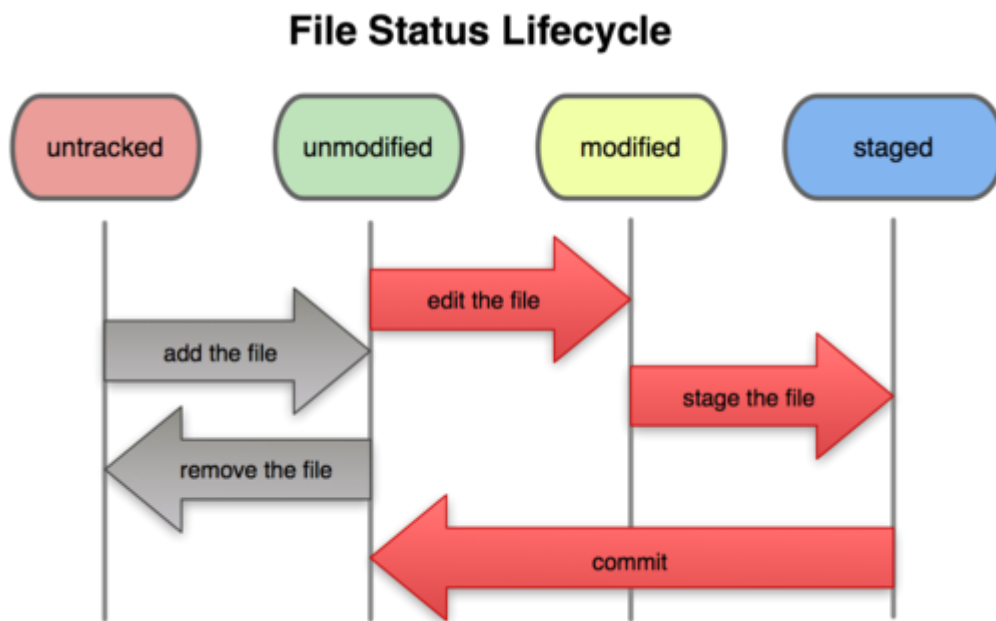 File Status Lifecycle
untracked
unmodified
modified
staged
edit the file
add the file
stage the file
remove the file
commit